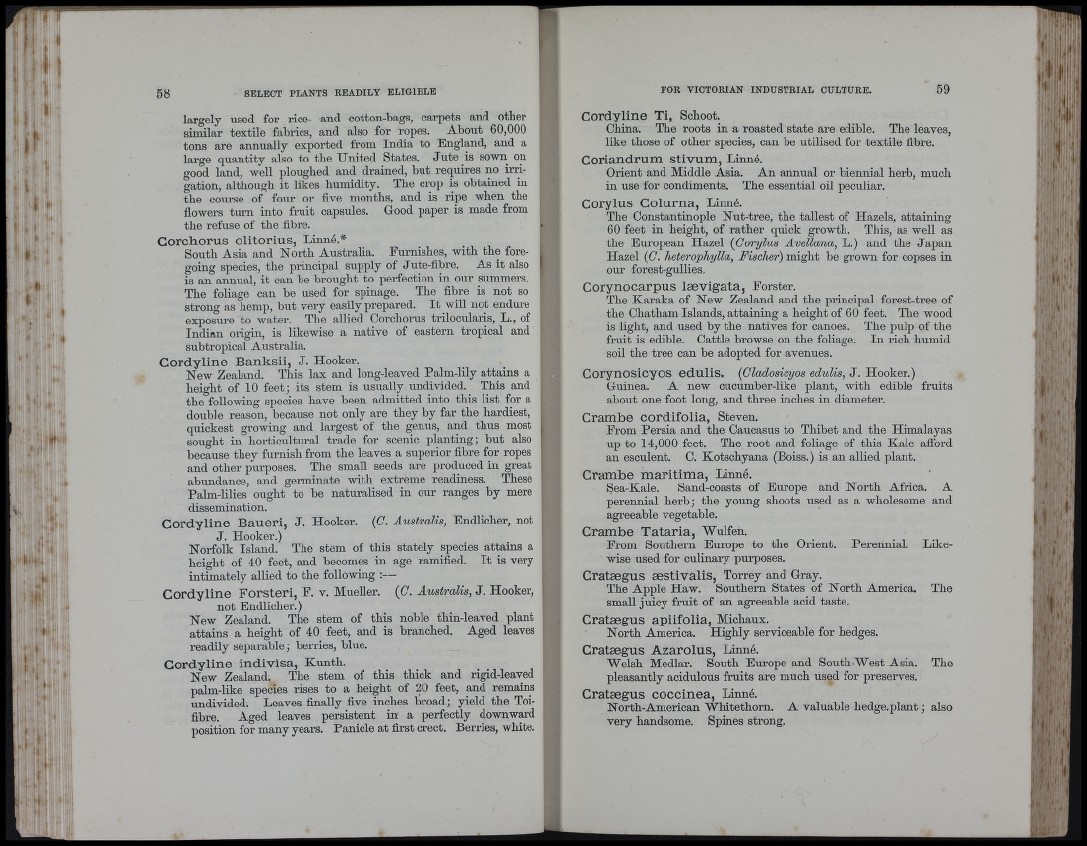 58 SELECT PLANTS READILY ELIGIBLE
largely used for rice- and cotton-bags, carpets and other
similar textile fabrics, and also for ropes. About 60,000
tons are annually exported from India to England, and a
large quantity also to the United States. Jute is sown on
good land, well ploughed and drained, but requires no irri-
gation, although it likes humidity. The crop is obtained in
the course of four or five months, and is ripe when the
flowers turn into fruit capsules. Good paper is made from
the refuse of the fibre.
Corchorus olitorius, Linné.*
South Asia and North Australia. Furnishes, with the fore-
going species, the principal supply of Jute-fibre. As it also
is an annual, it can be brought to perfection in our summers.
The foliage can be used for spinage. The fibre is not so
strong as hemp, but very easily prepared. It will not endure
exposure to water. The allied Corchorus trilocularis, L., of
Indian origin, is likewise a native of eastern tropical and
subtropical Australia.
Cordyline Banksii, J. Hooker.
New Zealand. This lax and long-leaved Palm-lily attains a
height of 10 feet; its stem is usually undivided. This and
the following species have been admitted into this list for a
double reason, because not only are they by far the hardiest,
quickest growing and largest of the genus, and thus most
sought in horticultural trade for scenic planting; but also
because they furnish from the leaves a superior fibre for ropes
and other purposes. The small seeds are produced in great
abundance, and germinate with extreme readiness. These
Palm-lilies ought to be naturalised in our ranges by mere
dissemination.
Cordyline Baueri, J. Hooker. (C. Australis, Endlicher, not
J. Hooker.)
Norfolk Island. The stem of this stately species attains a
height of 40 feet, and becomes in age ramified. It is very
intimately allied to the following :—
Cordyline Forsteri, F. v. Mueller. (C. Australis, J. Hooker,
not Endlicher.)
New Zealand. The stem of this noble thin-leaved plant
attains a height of 40 feet, and is branched. Aged leaves
readily separable; berries, blue.
Cordyline indivisa, Kunth.
New Zealand. The stem of this thick and rigid-leaved
palm-like species rises to a height of 20 feet, and remains
undivided. Leaves finally five inches broad; yield the Toi-
fibre. Aged leaves persistent in a perfectly downward
position for many years. Panicle at first erect. Berries, white.
FOR VICTORIAN INDUSTRIAL CULTURE. 59
Cordyline Ti, Schoot.
China. The roots in a roasted state are edible. The leaves,
like those of other species, can be utilised for textile fibre.
Coriandrum stivum, Linné.
Orient and Middle Asia. An annual or biennial herb, much
in use for condiments. The essential oil peculiar.
Corylus Colurna, Linné.
The Constantinople Nut-tree, the tallest of Hazels, attaining
60 feet in height, of rather quick growth. This, as well as
the European Hazel (Corylus Avellana, L.) and the Japan
Hazel (C. heterophylla, Fischer) might be grown for copses in
our forest-gullies.
Corynocarpus lævigata, Forster.
The Karaka of New Zealand and the principal forest-tree of
the Chatham Islands, attaining a height of 60 feet. The wood
is light, and used by the natives for canoes. The pulp of the
fruit is edible. Cattle browse on the foliage. In rich humid
soil the tree can be adopted for avenues.
Corynosicyos edulis. (Cladosicyos edulis, J. Hooker.)
Guinea. A new cucumber-like plant, with edible fruits
about one foot long, and three inches in diameter.
Crambe cordifolia, Steven.
From Persia and the Caucasus to Thibet and the Himalayas
up to 14,000 feet. The root and foliage of this Kale afford
an esculent. C. Kotschyana (Boiss.) is an allied plant.
Crambe maritima, Linné.
Sea-Kale. Sand-coasts of Europe and North Africa. A
perennial herb; the young shoots used as a wholesome and
agreeable vegetable.
Crambe Tataria, Wulfen.
From Southern Europe to the Orient. Perennial. Like-
wise used for culinary purposes.
Cratægus æstivalis, Torrey and Gray.
The Apple Haw. Southern States of North America. The
small juicy fruit of an agreeable acid taste.
Cratægus apiifolia, Michaux.
North America. Highly serviceable for hedges.
Cratægus Azarolus, Linné.
Welsh Medlar. South Europe and South-West Asia. The
pleasantly acidulous fruits are much used for preserves.
Cratægus coccinea, Linné.
North-American Whitethorn. A valuable hedge.plant; also
very handsome. Spines strong.